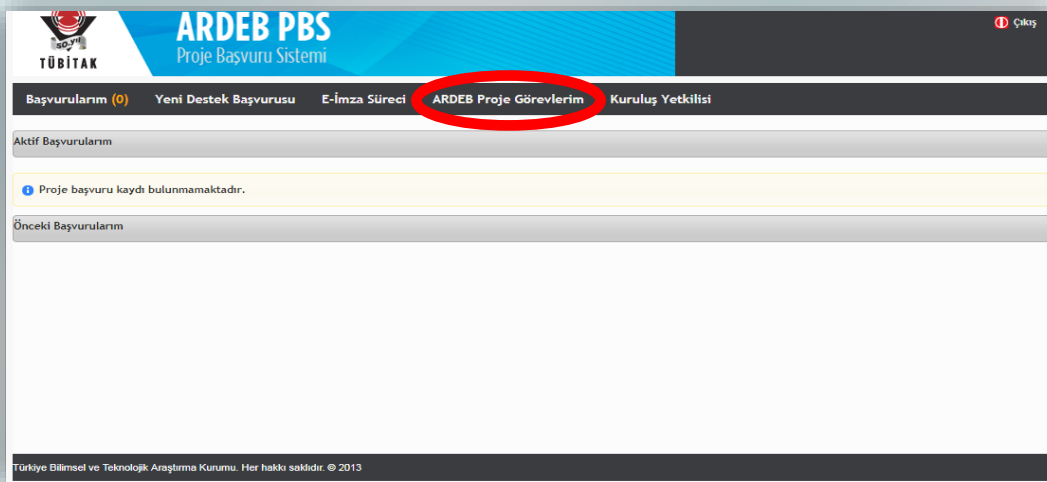 50.yıl
TÜBİTAK
ARDEB PBS
Proje Başvuru Sistemi
Çıkış
Başvurularım (0) Yeni Destek Başvurusu E-İmza Süreci ARDEB Proje Görevlerim Kuruluş Yetkilisi
Aktif Başvurularım
Proje başvuru kaydı bulunmamaktadır.
Önceki Başvurularım
Türkiye Bilimsel ve Teknolojik Araştırma Kurumu. Her hakkı saklıdır. © 2013